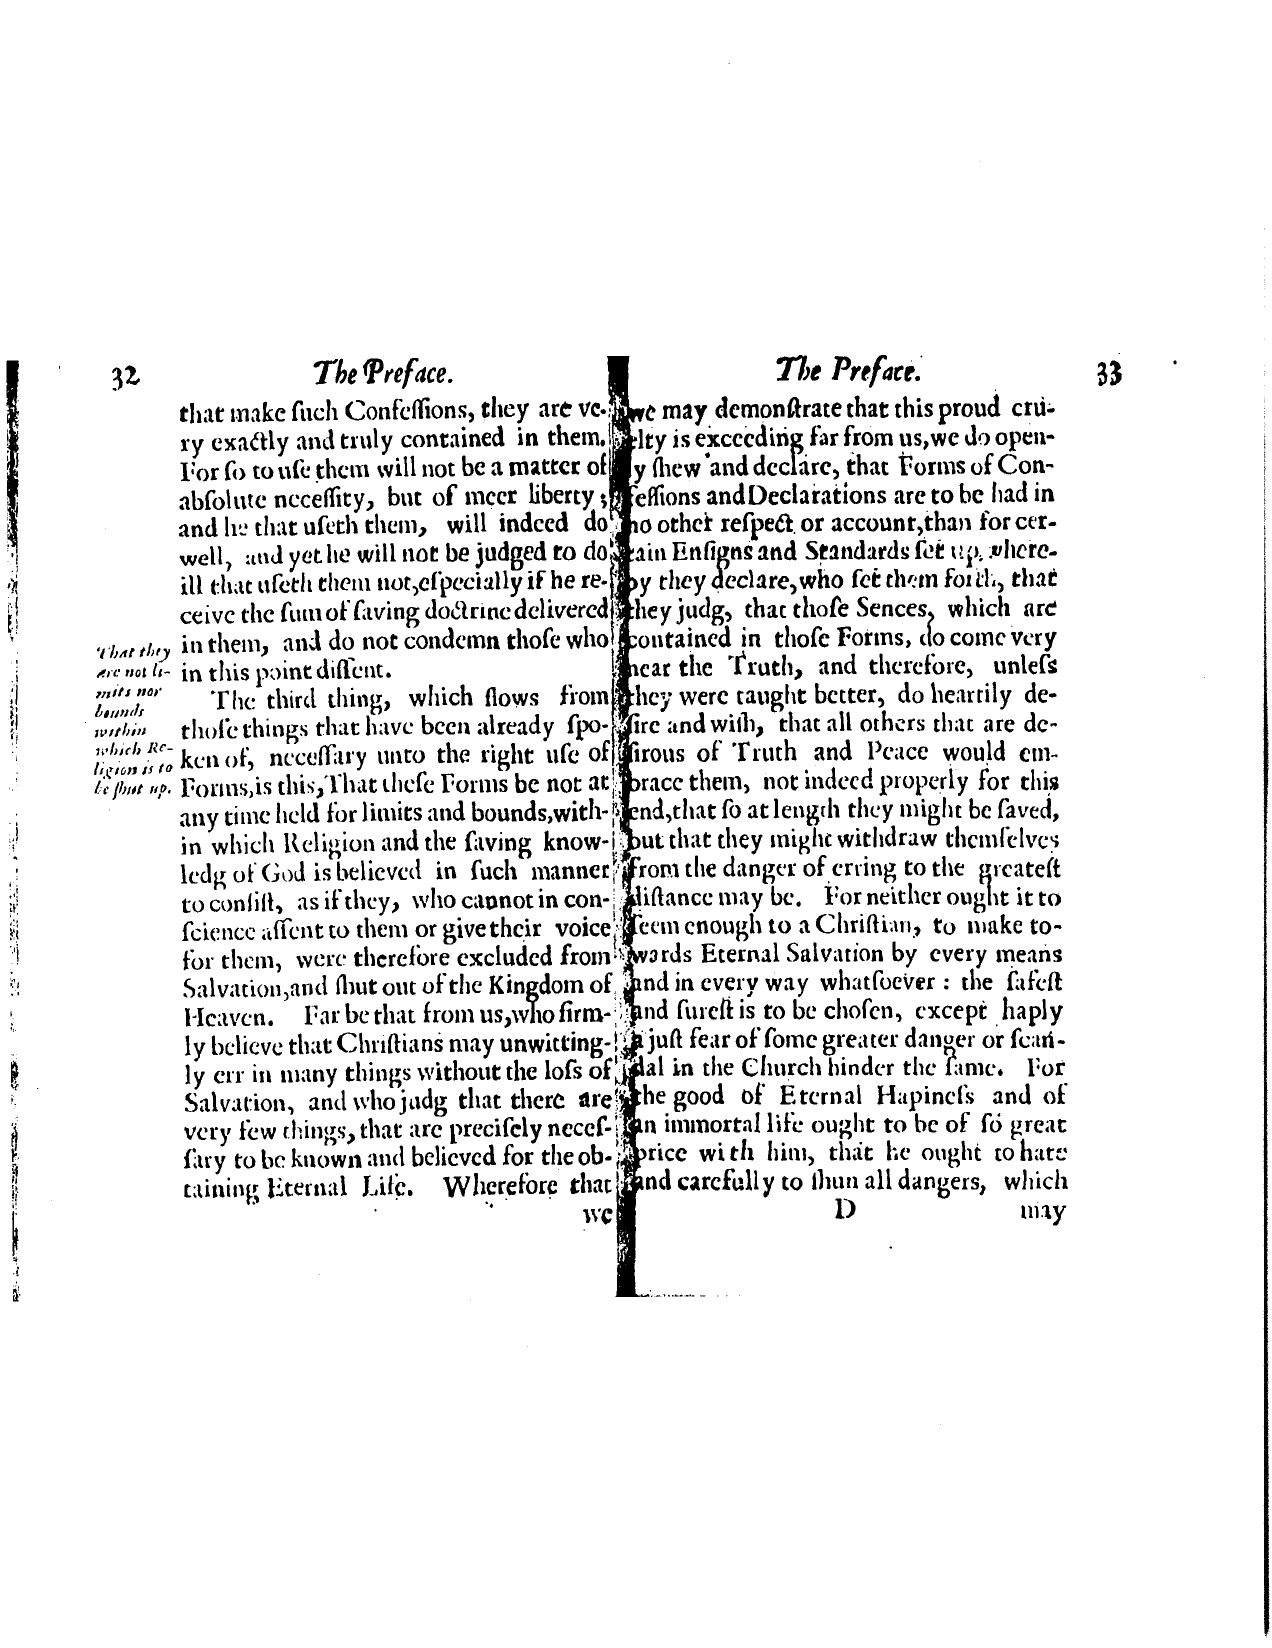 32 The Preface.
that make ſuch Confeſſions, they are ve-
ry exactly and truly contained in them.
For ſo to uſe them will not be a matter of
abſolute neceſſity, but of meer liberty;
and he that uſeth them, will indeed do
well, and yet he will not be judged to do
ill that uſeth them not, eſpecially if he re-
ceive the ſum of ſaving doctrine delivered
in them, and do not condemn thoſe who
in this point diſſent.
That they
are not li-
mits nor
bounds
within
which Re-
ligion is to
be ſhut up.
The third thing, which flows from
thoſe things that have been already ſpo-
ken of, neceſſary unto the right uſe of
Forms, is this, That theſe Forms be not at
any time held for limits and bounds, with-
in which Religion and the ſaving know-
ledg of God is believed in ſuch manner
to conſiſt, as if they, who cannot in con-
ſcience aſſent to them or give their voice
for them, were therefore excluded from
Salvation, and ſhut out of the Kingdom of
Heaven. Far be that from us, who firm-
ly believe that Chriſtians may unwitting-
ly err in many things without the loſs of
Salvation, and who judg that there are
very few things, that are preciſely neceſ-
ſary to be known and believed for the ob-
taining Eternal Life. Wherefore that
we
The Preface. 33
we may demonſtrate that this proud cru-
elty is exceeding far from us, we do open-
ly ſhew and declare, that Forms of Con-
feſſions and Declarations are to be had in
no other reſpect or account, than for cer-
tain Enſigns and Standards ſet up, where-
by they declare, who ſet them forth, that
they judg, that thoſe Sences, which are
contained in thoſe Forms, do come very
near the Truth, and therefore, unleſs
they were taught better, do heartily de-
ſire and wiſh, that all others that are de-
ſirous of Truth and Peace would em-
brace them, not indeed properly for this
end, that ſo at length they might be ſaved,
but that they might withdraw themſelves
from the danger of erring to the greateſt
diſtance may be. For neither ought it to
ſeem enough to a Chriſtian, to make to-
wards Eternal Salvation by every means
and in every way whatſoever : the ſafeſt
and ſureſt is to be choſen, except haply
a juſt fear of ſome greater danger or ſcan-
dal in the Church hinder the ſame. For
the good of Eternal Hapineſs and of
an immortal life ought to be of ſo great
price with him, that he ought to hate
and carefully to ſhun all dangers, which
D may